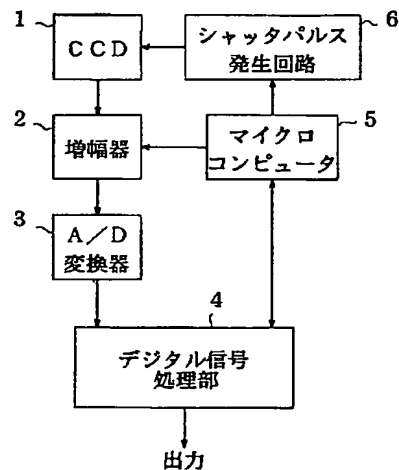 1
CCD
6
シャッタパルス
発生回路
2
増幅器
5
マイクロ
コンピュータ
3
A/D
変換器
4
デジタル信号
処理部
出力